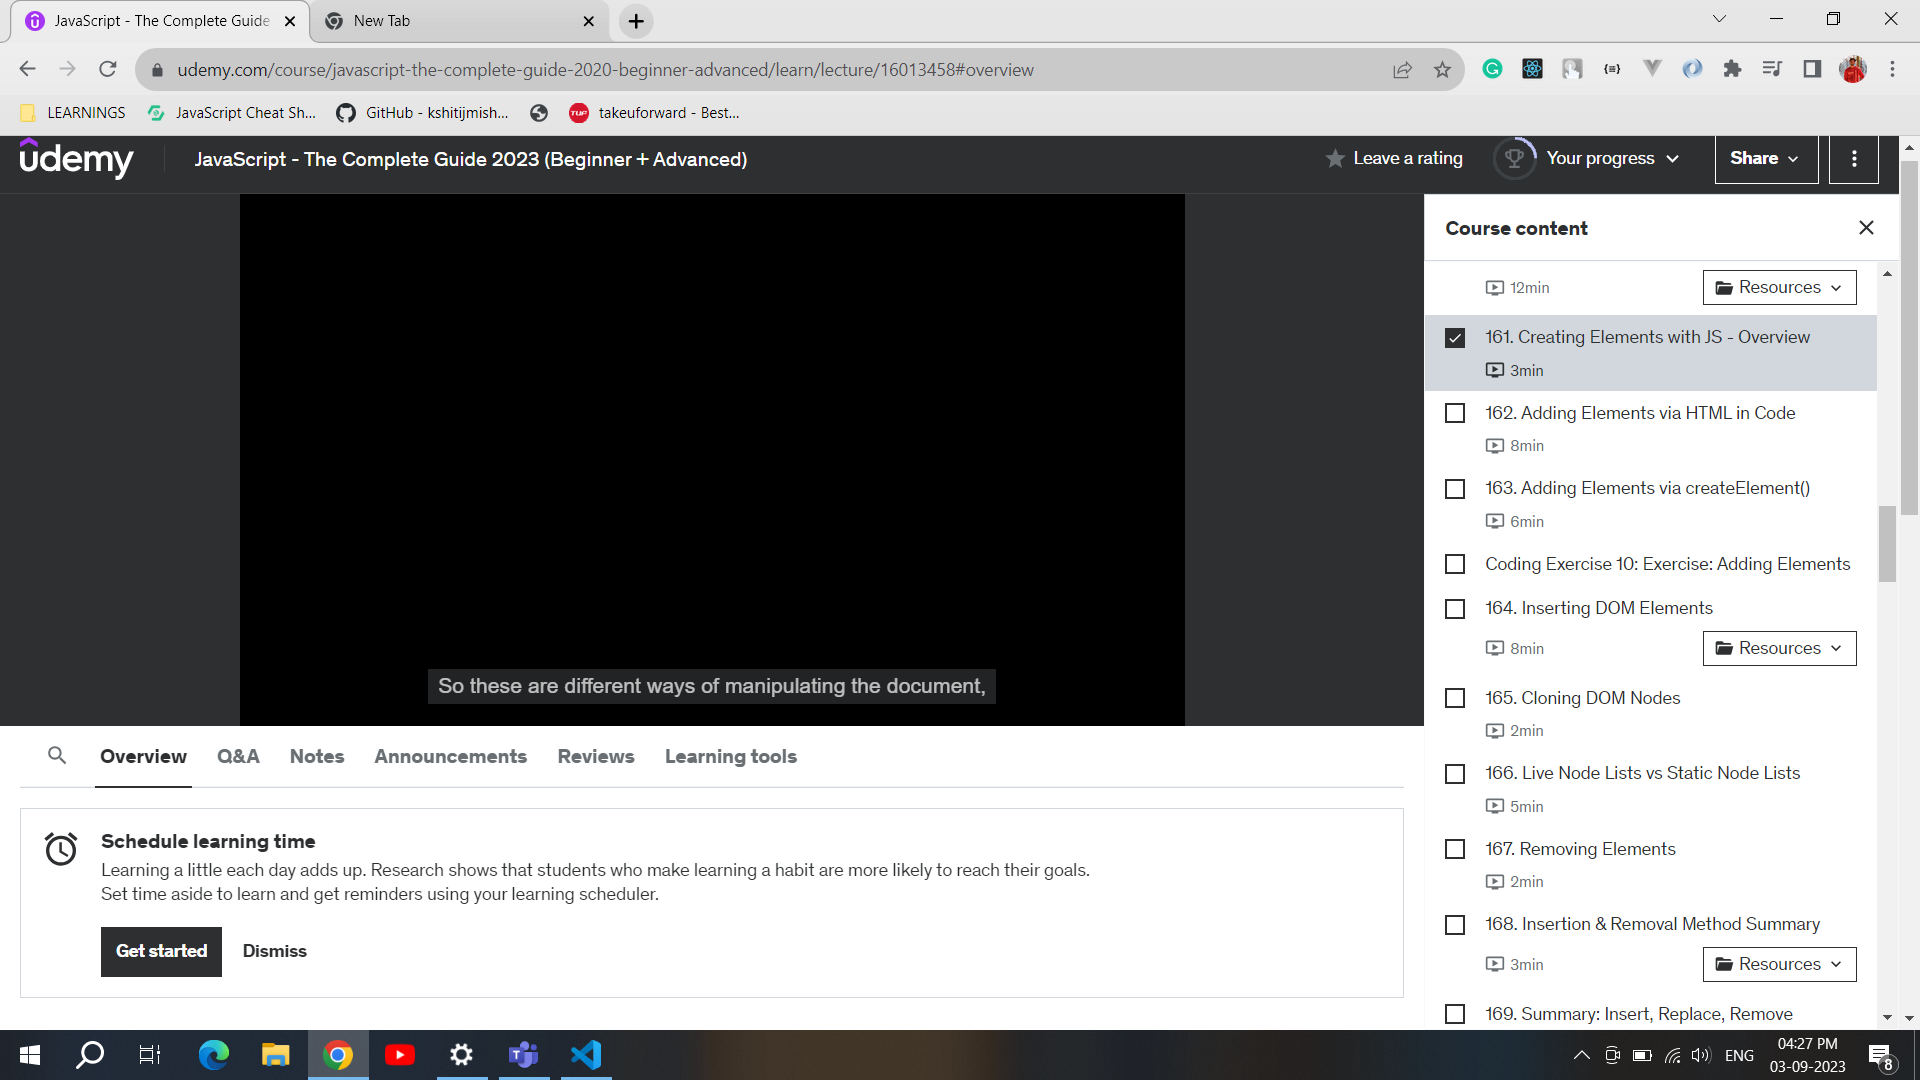 JavaScript - The Complete Guide
New Tab
udemy.com/course/javascript-the-complete-guide-2020-beginner-advanced/learn/lecture/16013458#overview
LEARNINGS
JavaScript Cheat Sh...
GitHub - kshitijmish...
TUF
takeuforward - Best...
udemy
JavaScript - The Complete Guide 2023 (Beginner + Advanced)
Leave a rating
Your progress
Share
So these are different ways of manipulating the document,
Course content
12min
Resources
161. Creating Elements with JS - Overview
3min
162. Adding Elements via HTML in Code
8min
163. Adding Elements via createElement()
6min
Coding Exercise 10: Exercise: Adding Elements
164. Inserting DOM Elements
8min
Resources
165. Cloning DOM Nodes
2min
166. Live Node Lists vs Static Node Lists
5min
167. Removing Elements
2min
168. Insertion & Removal Method Summary
3min
Resources
169. Summary: Insert, Replace, Remove
Overview
Q&A
Notes
Announcements
Reviews
Learning tools
Schedule learning time
Learning a little each day adds up. Research shows that students who make learning a habit are more likely to reach their goals.
Set time aside to learn and get reminders using your learning scheduler.
Get started
Dismiss
ENG
04:27 PM
03-09-2023
8